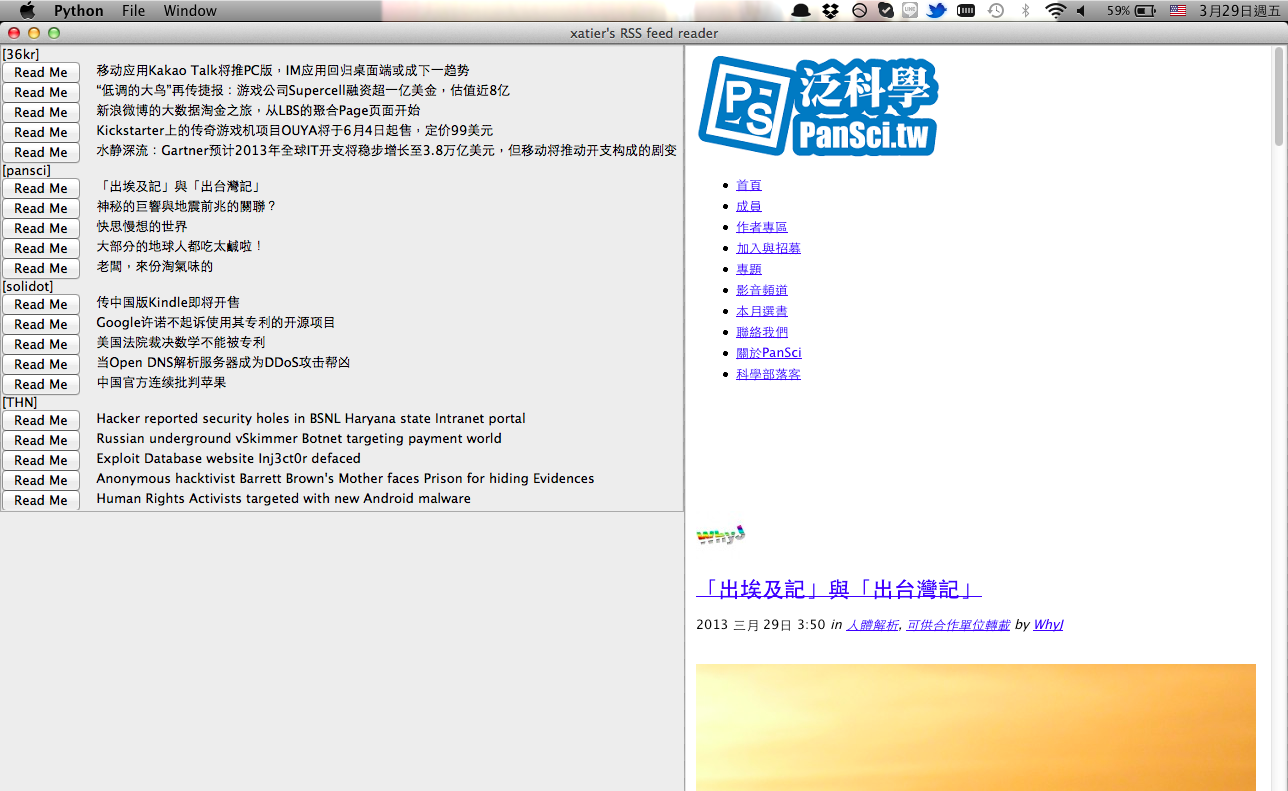 Python File Window 59% 3月29日週五
xatier's RSS feed reader
[36kr]
Read Me 移动应用Kakao Talk将推PC版，IM应用回归桌面端或成下一趋势
Read Me “低调的大鸟”再传捷报：游戏公司Supercell融资超一亿美金，估值近8亿
Read Me 新浪微博的大数据淘金之旅，从LBS的聚合Page页面开始
Read Me Kickstarter上的传奇游戏机项目OUYA将于6月4日起售，定价99美元
Read Me 水静深流：Gartner预计2013年全球IT开支将稳步增长至3.8万亿美元，但移动将推动开支构成的剧变
[pansci]
Read Me 「出埃及記」與「出台灣記」
Read Me 神秘的巨響與地震前兆的關聯？
Read Me 快思慢想的世界
Read Me 大部分的地球人都吃太鹹啦！
Read Me 老闆，來份淘氣味的
[solidot]
Read Me 传中国版Kindle即将开售
Read Me Google许诺不起诉使用其专利的开源项目
Read Me 美国法院裁决数学不能被专利
Read Me 当Open DNS解析服务器成为DDoS攻击帮凶
Read Me 中国官方连续批判苹果
[THN]
Read Me Hacker reported security holes in BSNL Haryana state Intranet portal
Read Me Russian underground vSkimmer Botnet targeting payment world
Read Me Exploit Database website Inj3ct0r defaced
Read Me Anonymous hacktivist Barrett Brown's Mother faces Prison for hiding Evidences
Read Me Human Rights Activists targeted with new Android malware
PS 泛科學
PanSci.tw
首頁
成員
作者專區
加入與招募
專題
影音頻道
本月選書
聯絡我們
關於PanSci
科學部落客
WhyJ
「出埃及記」與「出台灣記」
2013 三月 29日 3:50 in 人體解析, 可供合作單位轉載 by WhyJ